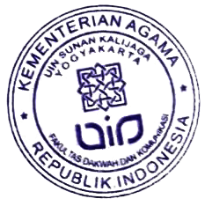 KEMENTERIAN AGAMA
UIN SUNAN KALIJAGA
YOGYAKARTA
UIN
FAKULTAS DAKWAH DAN KOMUNIKASI
REPUBLIK INDONESIA